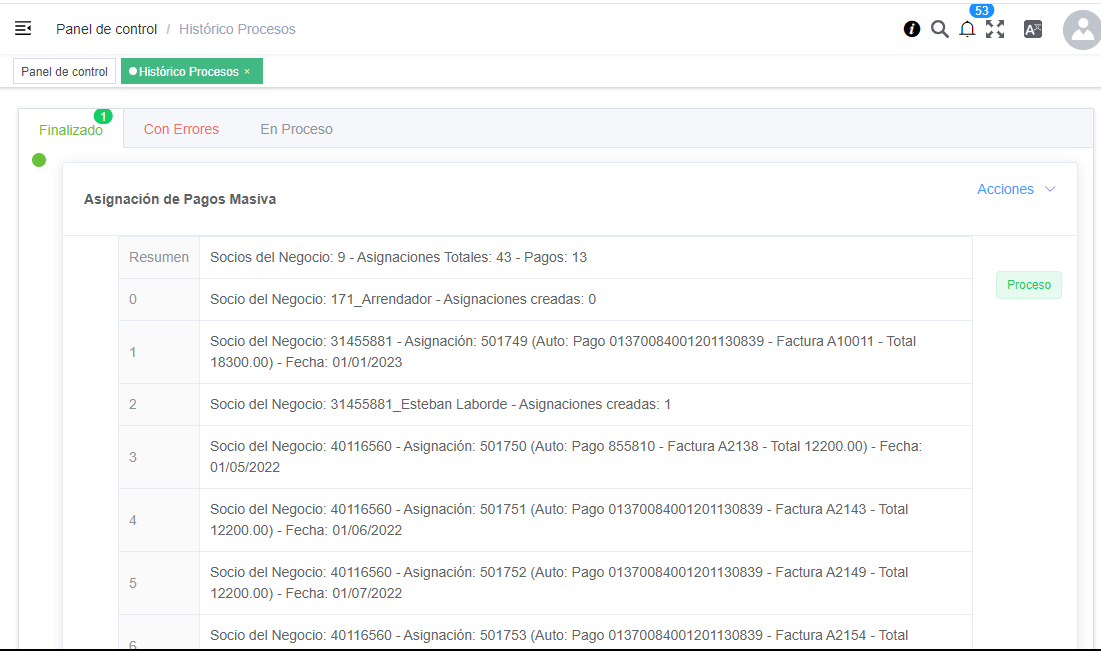 53
Panel de control / Histórico Procesos
Panel de control
Histórico Procesos ×
Finalizado 1
Con Errores
En Proceso
Asignación de Pagos Masiva
Acciones
Resumen Socios del Negocio: 9 - Asignaciones Totales: 43 - Pagos: 13
Proceso
0 Socio del Negocio: 171_Arrendador - Asignaciones creadas: 0
1 Socio del Negocio: 31455881 - Asignación: 501749 (Auto: Pago 01370084001201130839 - Factura A10011 - Total
18300.00) - Fecha: 01/01/2023
2 Socio del Negocio: 31455881_Esteban Laborde - Asignaciones creadas: 1
3 Socio del Negocio: 40116560 - Asignación: 501750 (Auto: Pago 855810 - Factura A2138 - Total 12200.00) - Fecha:
01/05/2022
4 Socio del Negocio: 40116560 - Asignación: 501751 (Auto: Pago 01370084001201130839 - Factura A2143 - Total
12200.00) - Fecha: 01/06/2022
5 Socio del Negocio: 40116560 - Asignación: 501752 (Auto: Pago 01370084001201130839 - Factura A2149 - Total
12200.00) - Fecha: 01/07/2022
6 Socio del Negocio: 40116560 - Asignación: 501753 (Auto: Pago 01370084001201130839 - Factura A2154 - Total